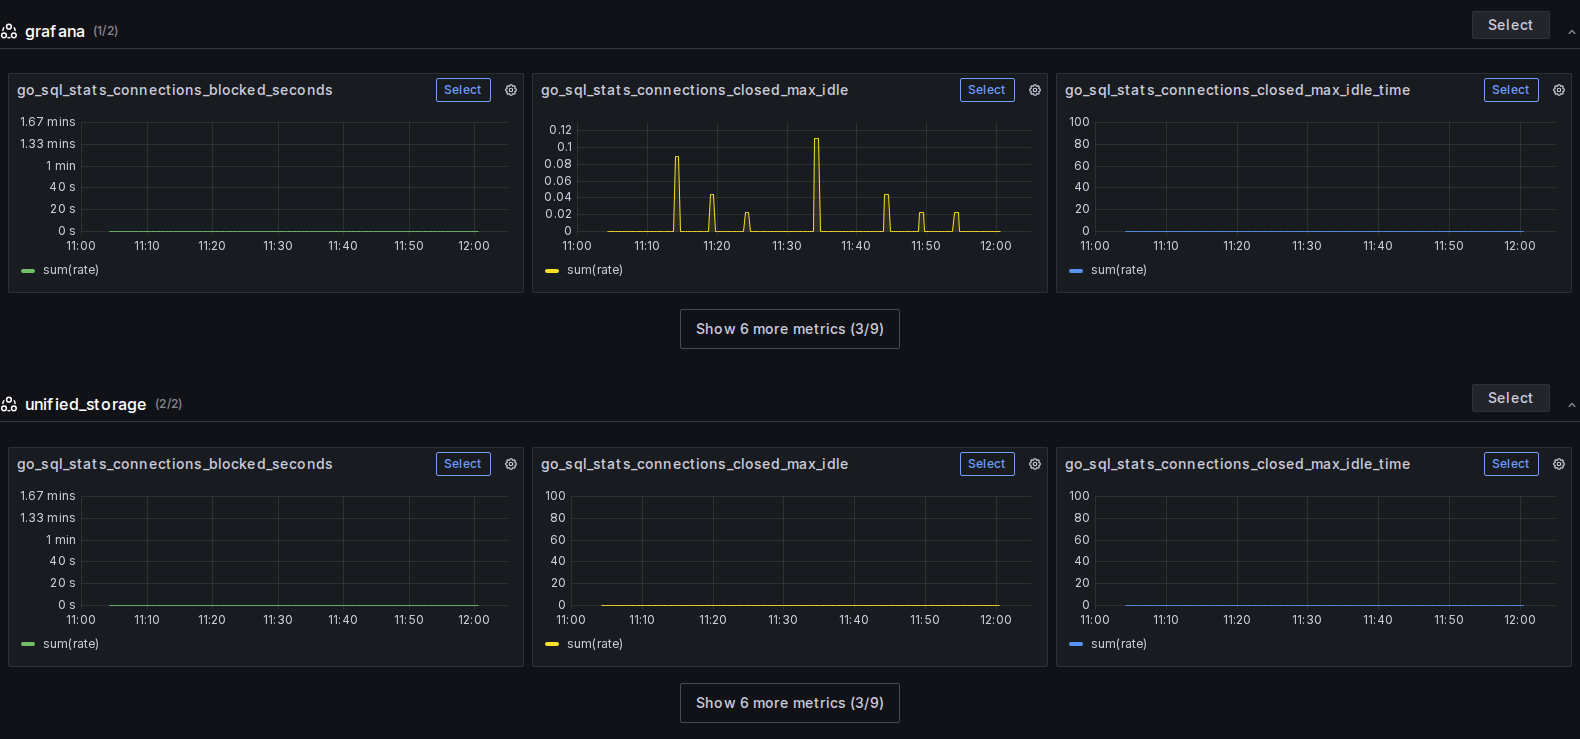 grafana (1/2) Select
go_sql_stats_connections_blocked_seconds Select
1.67 mins
1.33 mins
1 min
40 s
20 s
0 s
11:00 11:10 11:20 11:30 11:40 11:50 12:00
sum(rate)
go_sql_stats_connections_closed_max_idle Select
0.12
0.1
0.08
0.06
0.04
0.02
0
11:00 11:10 11:20 11:30 11:40 11:50 12:00
sum(rate)
go_sql_stats_connections_closed_max_idle_time Select
100
80
60
40
20
0
11:00 11:10 11:20 11:30 11:40 11:50 12:00
sum(rate)
Show 6 more metrics (3/9)
unified_storage (2/2) Select
go_sql_stats_connections_blocked_seconds Select
1.67 mins
1.33 mins
1 min
40 s
20 s
0 s
11:00 11:10 11:20 11:30 11:40 11:50 12:00
sum(rate)
go_sql_stats_connections_closed_max_idle Select
100
80
60
40
20
0
11:00 11:10 11:20 11:30 11:40 11:50 12:00
sum(rate)
go_sql_stats_connections_closed_max_idle_time Select
100
80
60
40
20
0
11:00 11:10 11:20 11:30 11:40 11:50 12:00
sum(rate)
Show 6 more metrics (3/9)